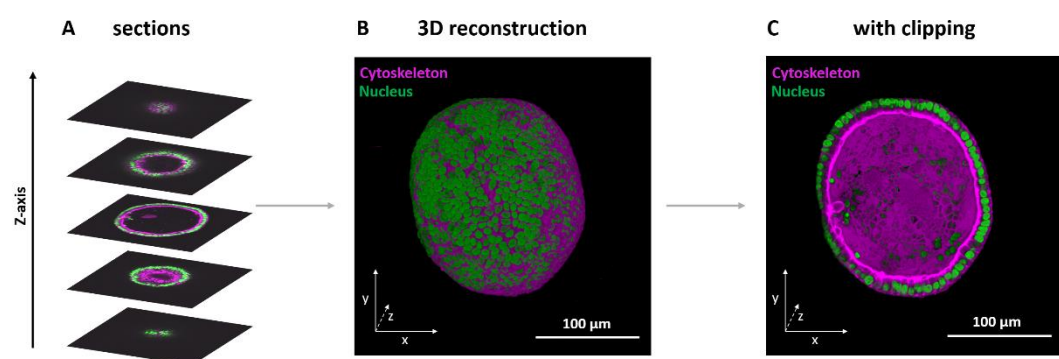 A sections
B 3D reconstruction
C with clipping
Z-axis
Cytoskeleton
Nucleus
y
z
x
100 µm
Cytoskeleton
Nucleus
y
z
x
100 µm